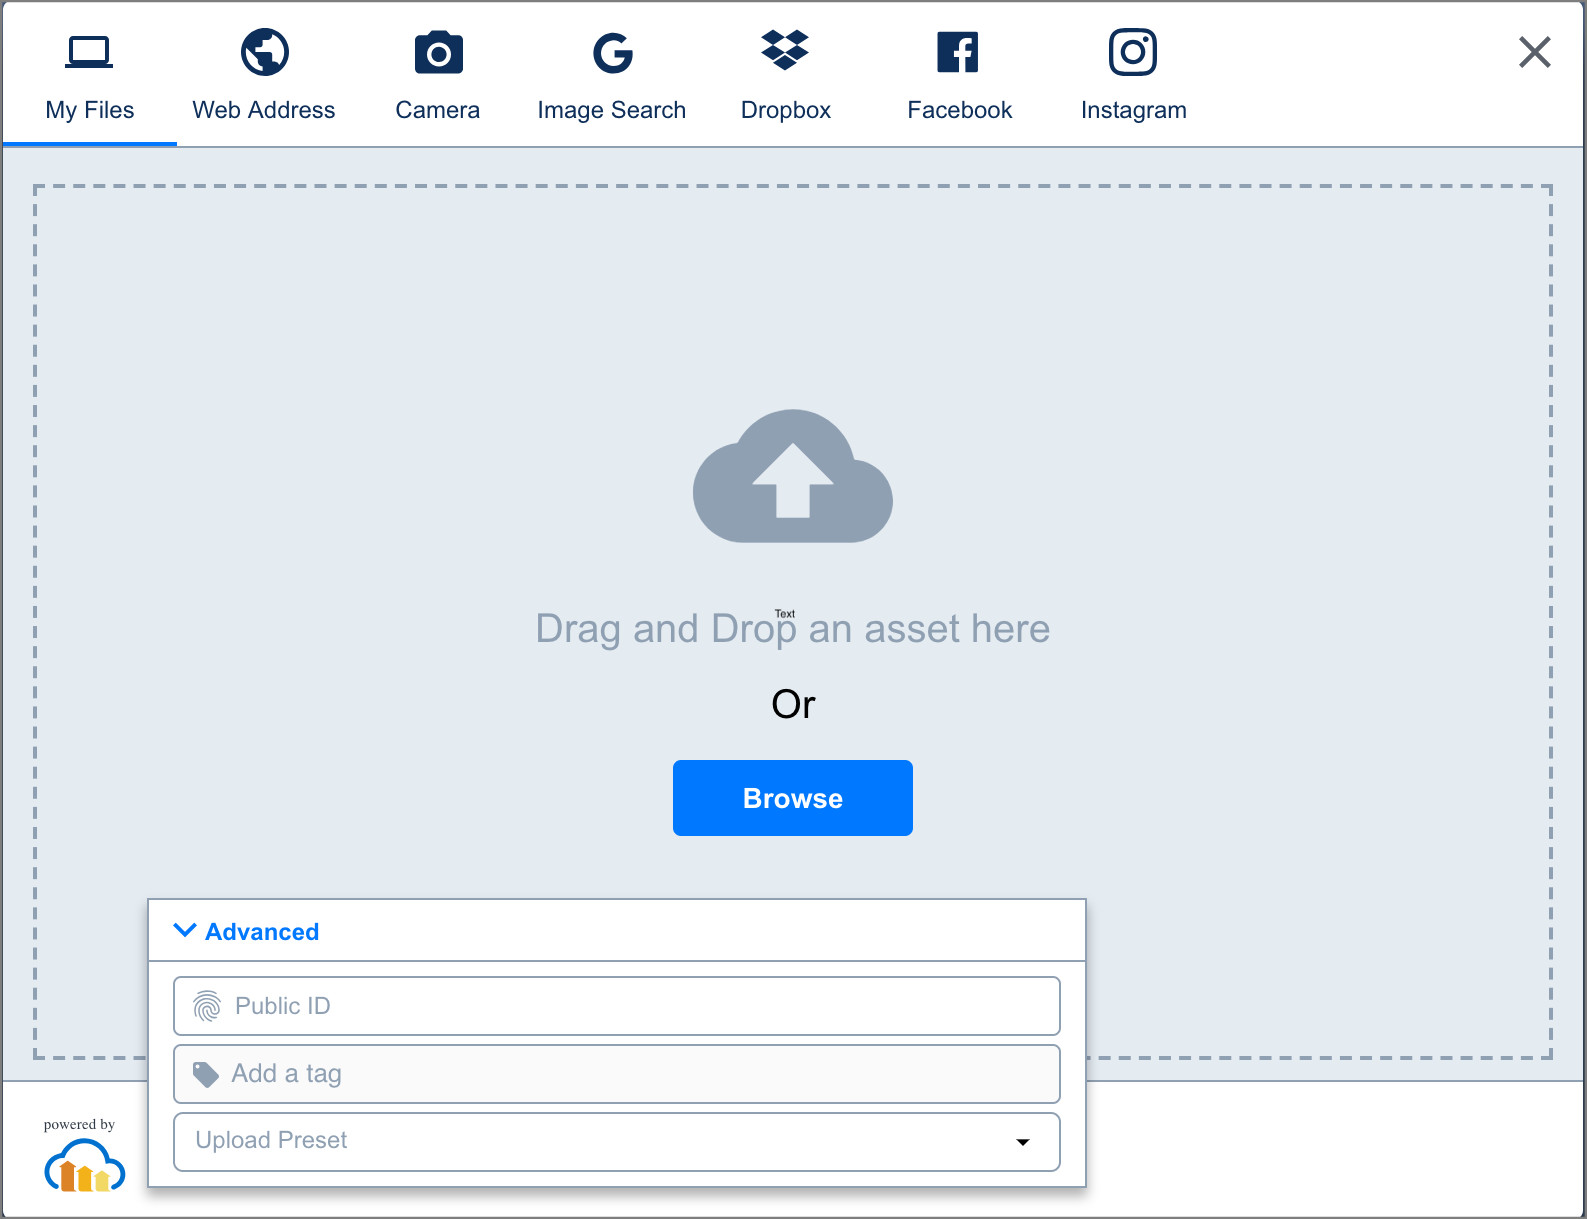 My Files
Web Address
Camera
Image Search
Dropbox
Facebook
Instagram
Text
Drag and Drop an asset here
Or
Browse
Advanced
Public ID
Add a tag
Upload Preset
powered by